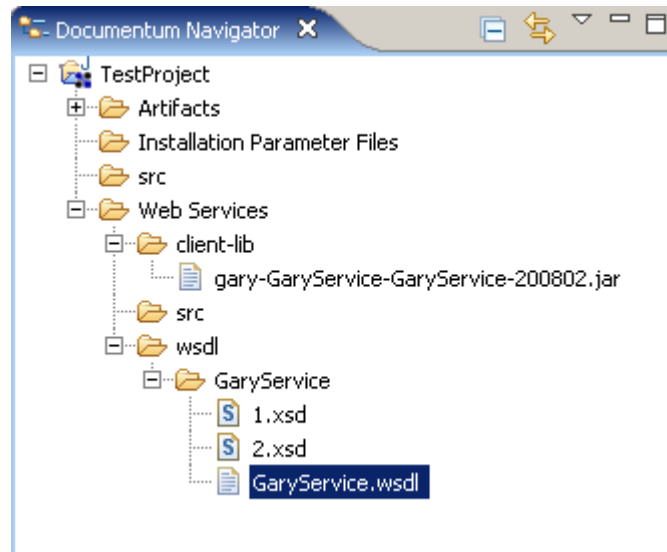 Documentum Navigator
TestProject
Artifacts
Installation Parameter Files
src
Web Services
client-lib
gary-GaryService-GaryService-200802.jar
src
wsdl
GaryService
1.xsd
2.xsd
GaryService.wsdl